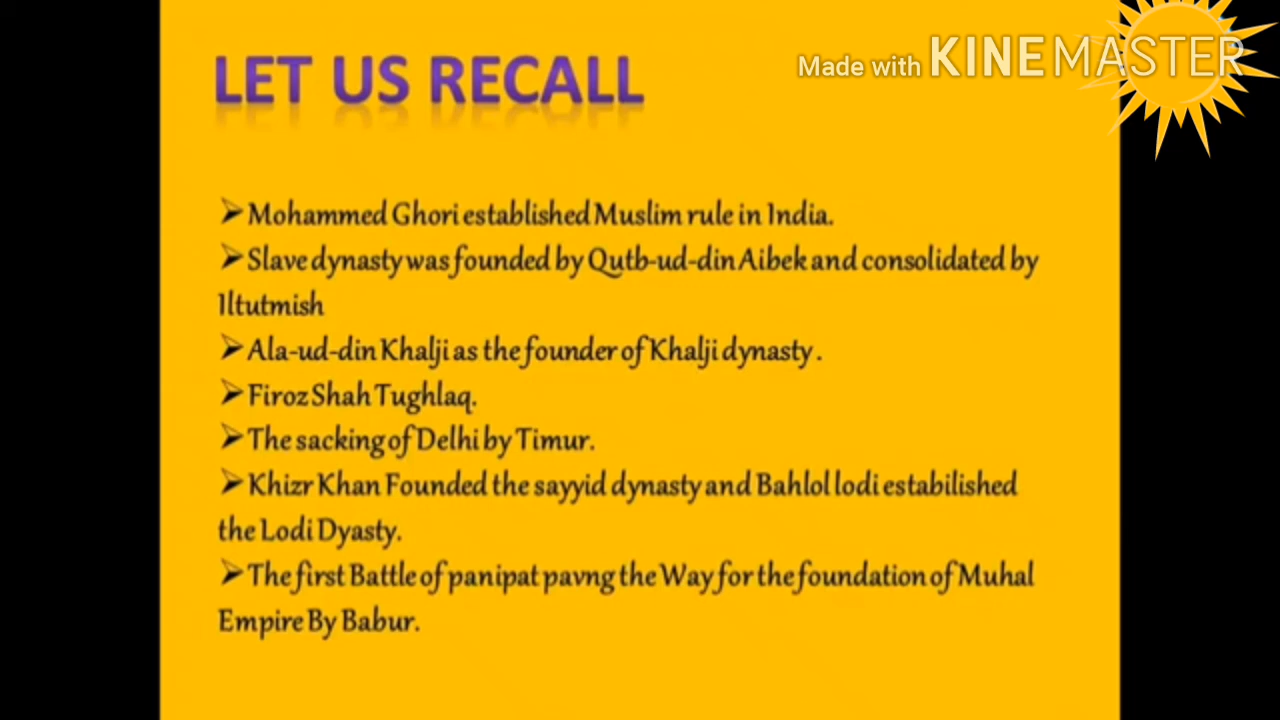 LET US RECALL
Made with KINEMASTER
➢Mohammed Ghori established Muslim rule in India.
➢Slave dynasty was founded by Qutb-ud-din Aibek and consolidated by
Iltutmish
➢Ala-ud-din Khalji as the founder of Khalji dynasty .
➢Firoz Shah Tughlaq.
➢The sacking of Delhi by Timur.
➢Khizr Khan Founded the sayyid dynasty and Bahlol lodi estabilished
the Lodi Dyasty.
➢The first Battle of panipat pavng the Way for the foundation of Muhal
Empire By Babur.